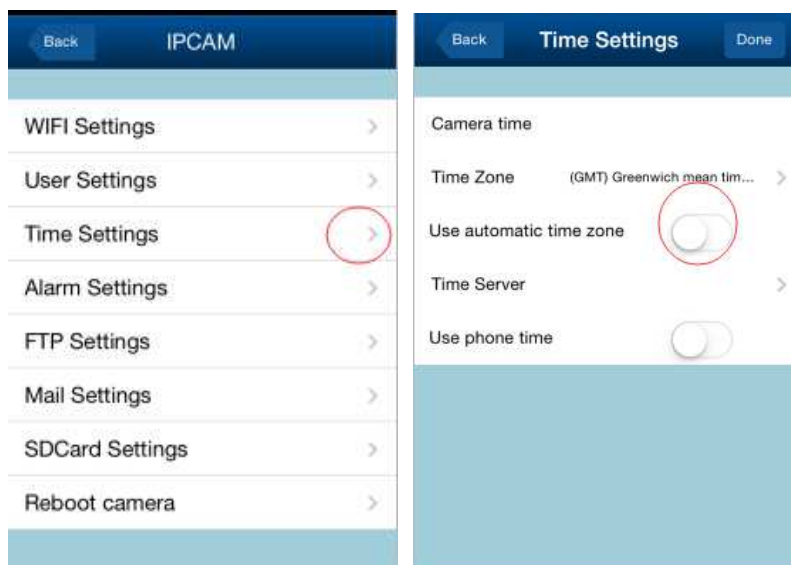 Back IPCAM
WIFI Settings
User Settings
Time Settings
Alarm Settings
FTP Settings
Mail Settings
SDCard Settings
Reboot camera
Back Time Settings Done
Camera time
Time Zone (GMT) Greenwich mean tim...
Use automatic time zone
Time Server
Use phone time